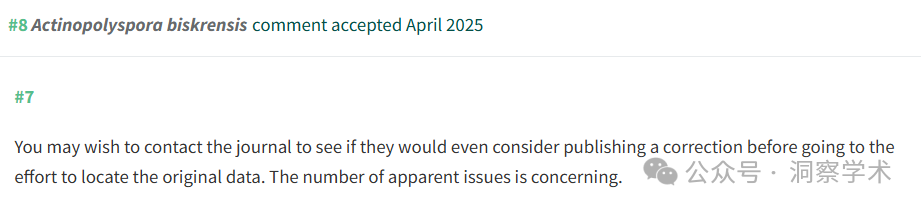 #8 Actinopolyspora biskrensis comment accepted April 2025
#7
You may wish to contact the journal to see if they would even consider publishing a correction before going to the
effort to locate the original data. The number of apparent issues is concerning.
公众号 · 洞察学术